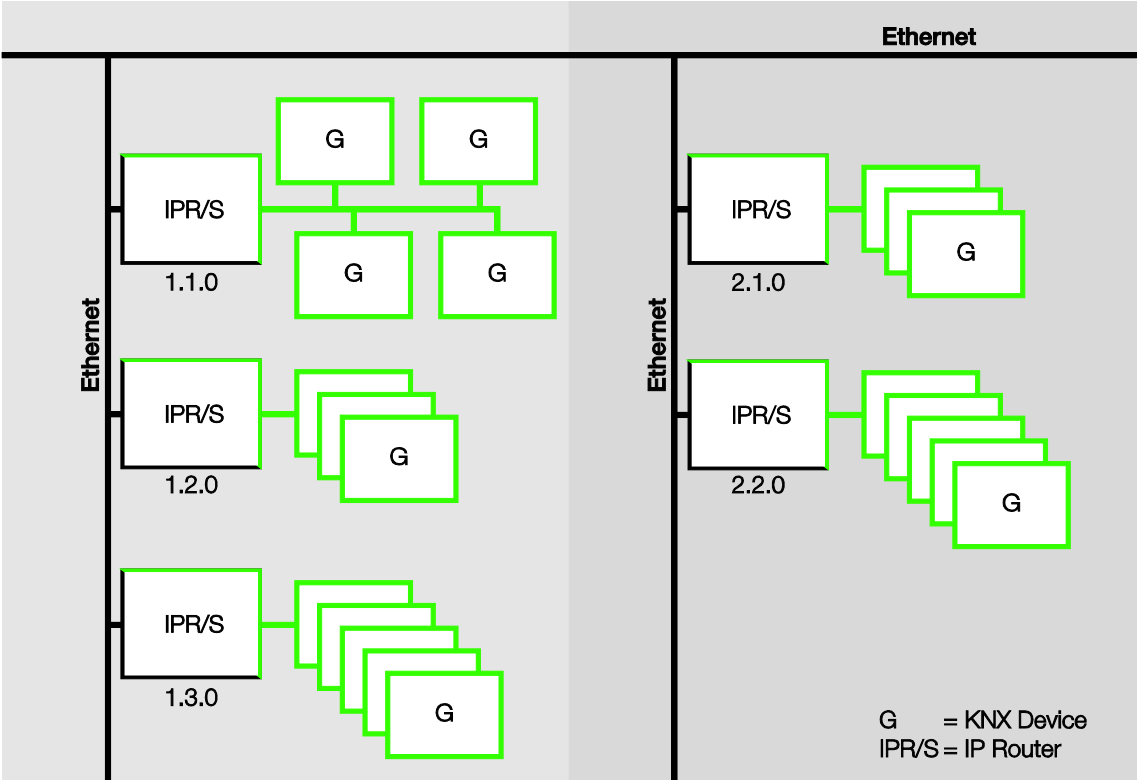 Ethernet
G
G
IPR/S
G
G
1.1.0
Ethernet
IPR/S
G
1.2.0
IPR/S
G
1.3.0
IPR/S
G
2.1.0
Ethernet
IPR/S
G
2.2.0
G = KNX Device
IPR/S = IP Router